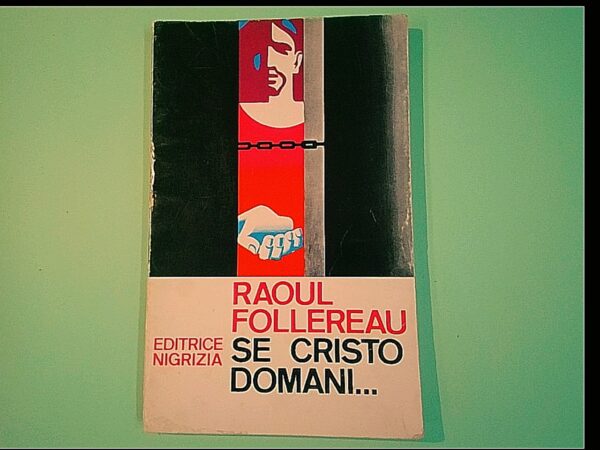 RAOUL
FOLLEREAU
EDITRICE
NIGRIZIA
SE CRISTO
DOMANI...